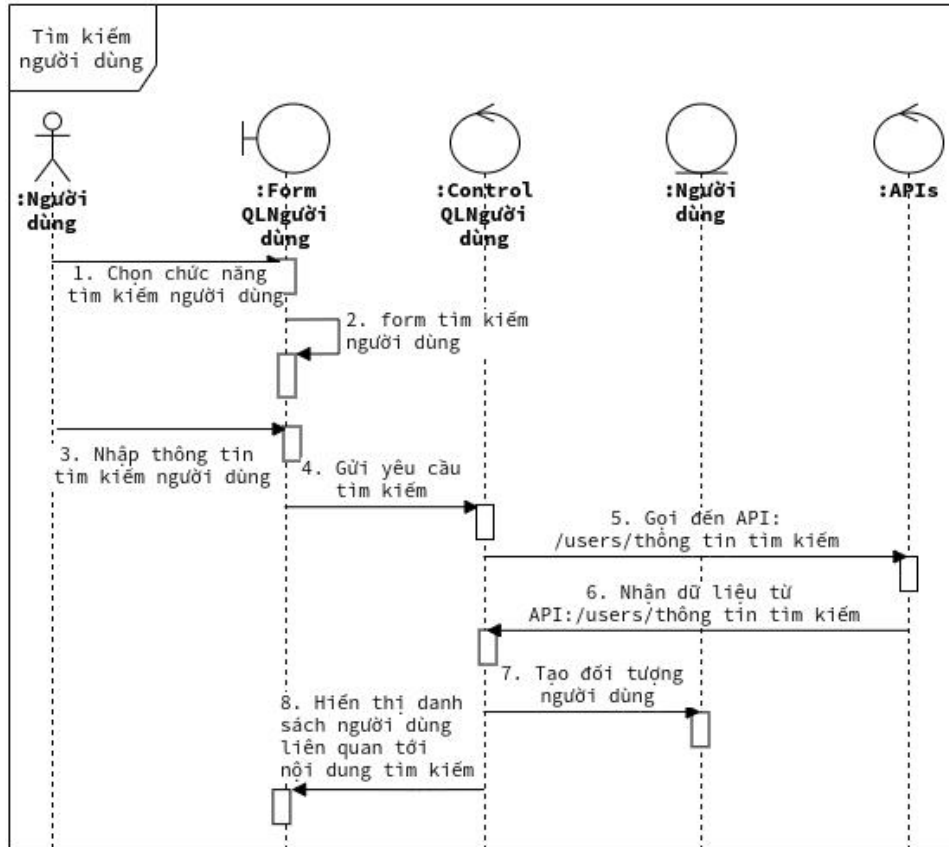 Tìm kiếm
người dùng
:Người
dùng
:Form
QLNgười
dùng
:Control
QLNgười
dùng
:Người
dùng
:APIs
1. Chọn chức năng
tìm kiếm người dùng
2. form tìm kiếm
người dùng
3. Nhập thông tin
tìm kiếm người dùng
4. Gửi yêu cầu
tìm kiếm
5. Gọi đến API:
/users/thông tin tìm kiếm
6. Nhận dữ liệu từ
API:/users/thông tin tìm kiếm
7. Tạo đối tượng
người dùng
8. Hiển thị danh
sách người dùng
liên quan tới
nội dung tìm kiếm